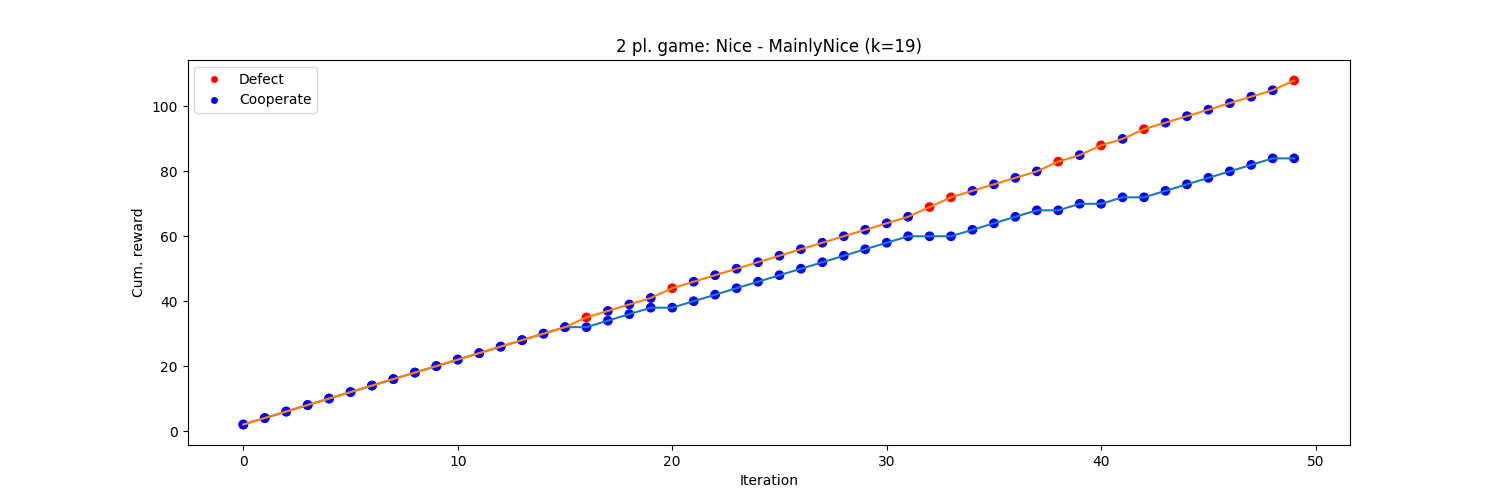 2 pl. game: Nice - MainlyNice (k=19)
Defect
Cooperate
Cum. reward
100
80
60
40
20
0
0 10 20 30 40 50
Iteration